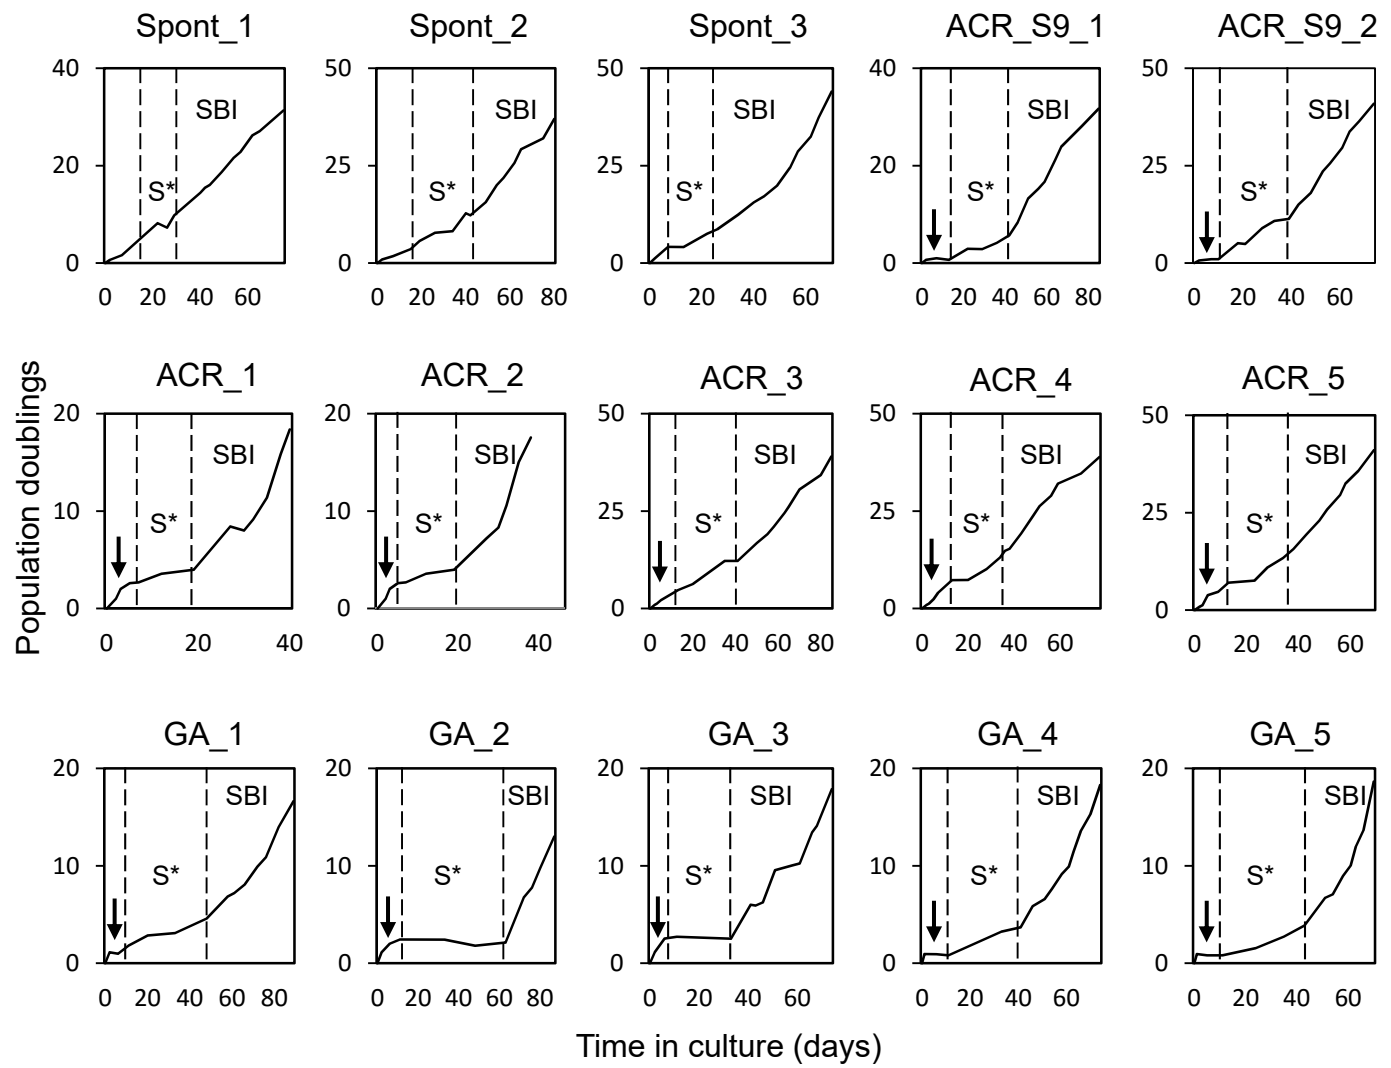 Spont_1 Spont_2 Spont_3 ACR_S9_1 ACR_S9_2
40 50 50 40 50
SBI SBI SBI SBI SBI
20 25 25 20 25
S* S* S* S* S*
0 0 0 0 0
0 20 40 60 0 20 40 60 80 0 20 40 60 0 20 40 60 80 0 20 40 60
Population doublings
ACR_1 ACR_2 ACR_3 ACR_4 ACR_5
20 20 50 50 50
SBI SBI SBI SBI SBI
10 10 25 25 25
S* S* S* S* S*
0 0 0 0 0
0 20 40 0 20 40 0 20 40 60 80 0 20 40 60 0 20 40 60
GA_1 GA_2 GA_3 GA_4 GA_5
20 20 20 20 20
SBI SBI SBI SBI SBI
10 10 10 10 10
S* S* S* S* S*
0 0 0 0 0
0 20 40 60 80 0 20 40 60 80 0 20 40 60 0 20 40 60 0 20 40 60
Time in culture (days)